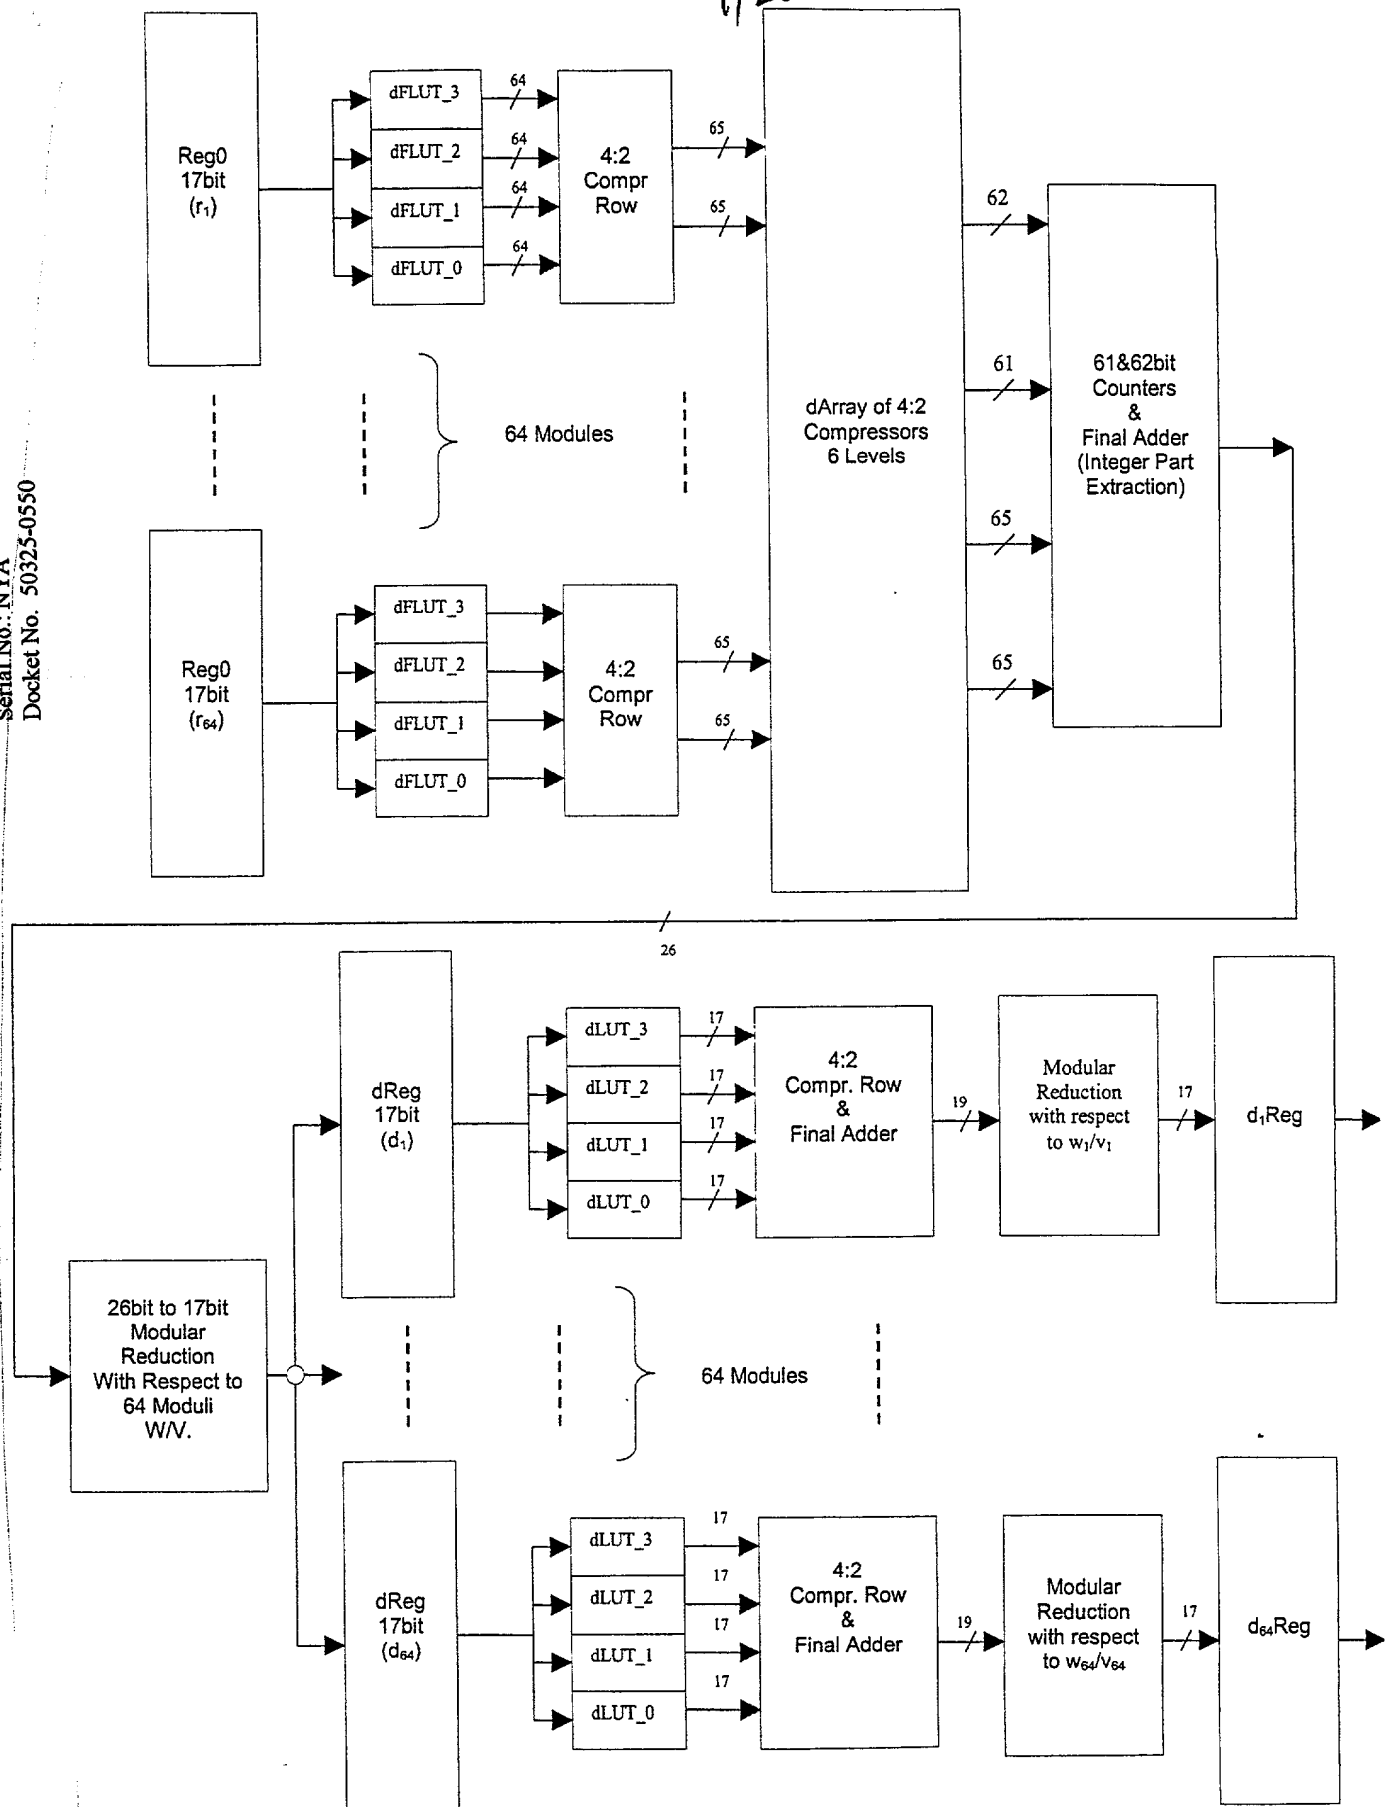 Serial No.: NYA
Docket No. 50325-0550
Reg0
17bit
(r₁)
dFLUT_3
dFLUT_2
dFLUT_1
dFLUT_0
64
64
64
64
4:2
Compr
Row
65
65
dArray of 4:2
Compressors
6 Levels
62
61
65
65
61&62bit
Counters
&
Final Adder
(Integer Part
Extraction)
64 Modules
Reg0
17bit
(r₆₄)
dFLUT_3
dFLUT_2
dFLUT_1
dFLUT_0
4:2
Compr
Row
65
65
26
26bit to 17bit
Modular
Reduction
With Respect to
64 Moduli
W/V.
dReg
17bit
(d₁)
dLUT_3
dLUT_2
dLUT_1
dLUT_0
17
17
17
17
4:2
Compr. Row
&
Final Adder
19
Modular
Reduction
with respect
to w₁/v₁
17
d₁Reg
64 Modules
dReg
17bit
(d₆₄)
dLUT_3
dLUT_2
dLUT_1
dLUT_0
17
17
17
17
4:2
Compr. Row
&
Final Adder
19
Modular
Reduction
with respect
to w₆₄/v₆₄
17
d₆₄Reg